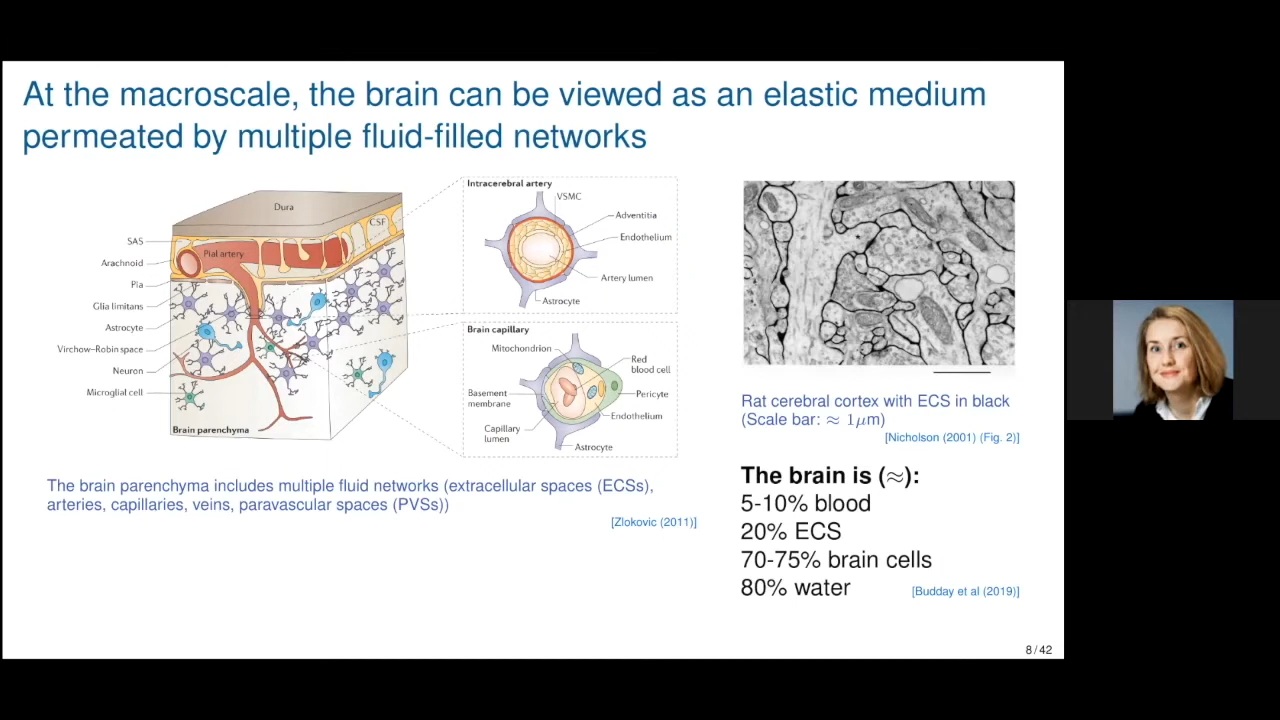 At the macroscale, the brain can be viewed as an elastic medium
permeated by multiple fluid-filled networks
Dura
CSF
SAS
Arachnoid
Pial artery
Pia
Glia limitans
Astrocyte
Virchow–Robin space
Neuron
Microglial cell
Brain parenchyma
Intracerebral artery
VSMC
Adventitia
Endothelium
Artery lumen
Astrocyte
Brain capillary
Mitochondrion
Red
blood cell
Basement
membrane
Pericyte
Endothelium
Capillary
lumen
Astrocyte
The brain parenchyma includes multiple fluid networks (extracellular spaces (ECSs),
arteries, capillaries, veins, paravascular spaces (PVSs))
[Zlokovic (2011)]
Rat cerebral cortex with ECS in black
(Scale bar: ≈ 1μm)
[Nicholson (2001) (Fig. 2)]
The brain is (≈):
5-10% blood
20% ECS
70-75% brain cells
80% water
[Budday et al (2019)]
8 / 42